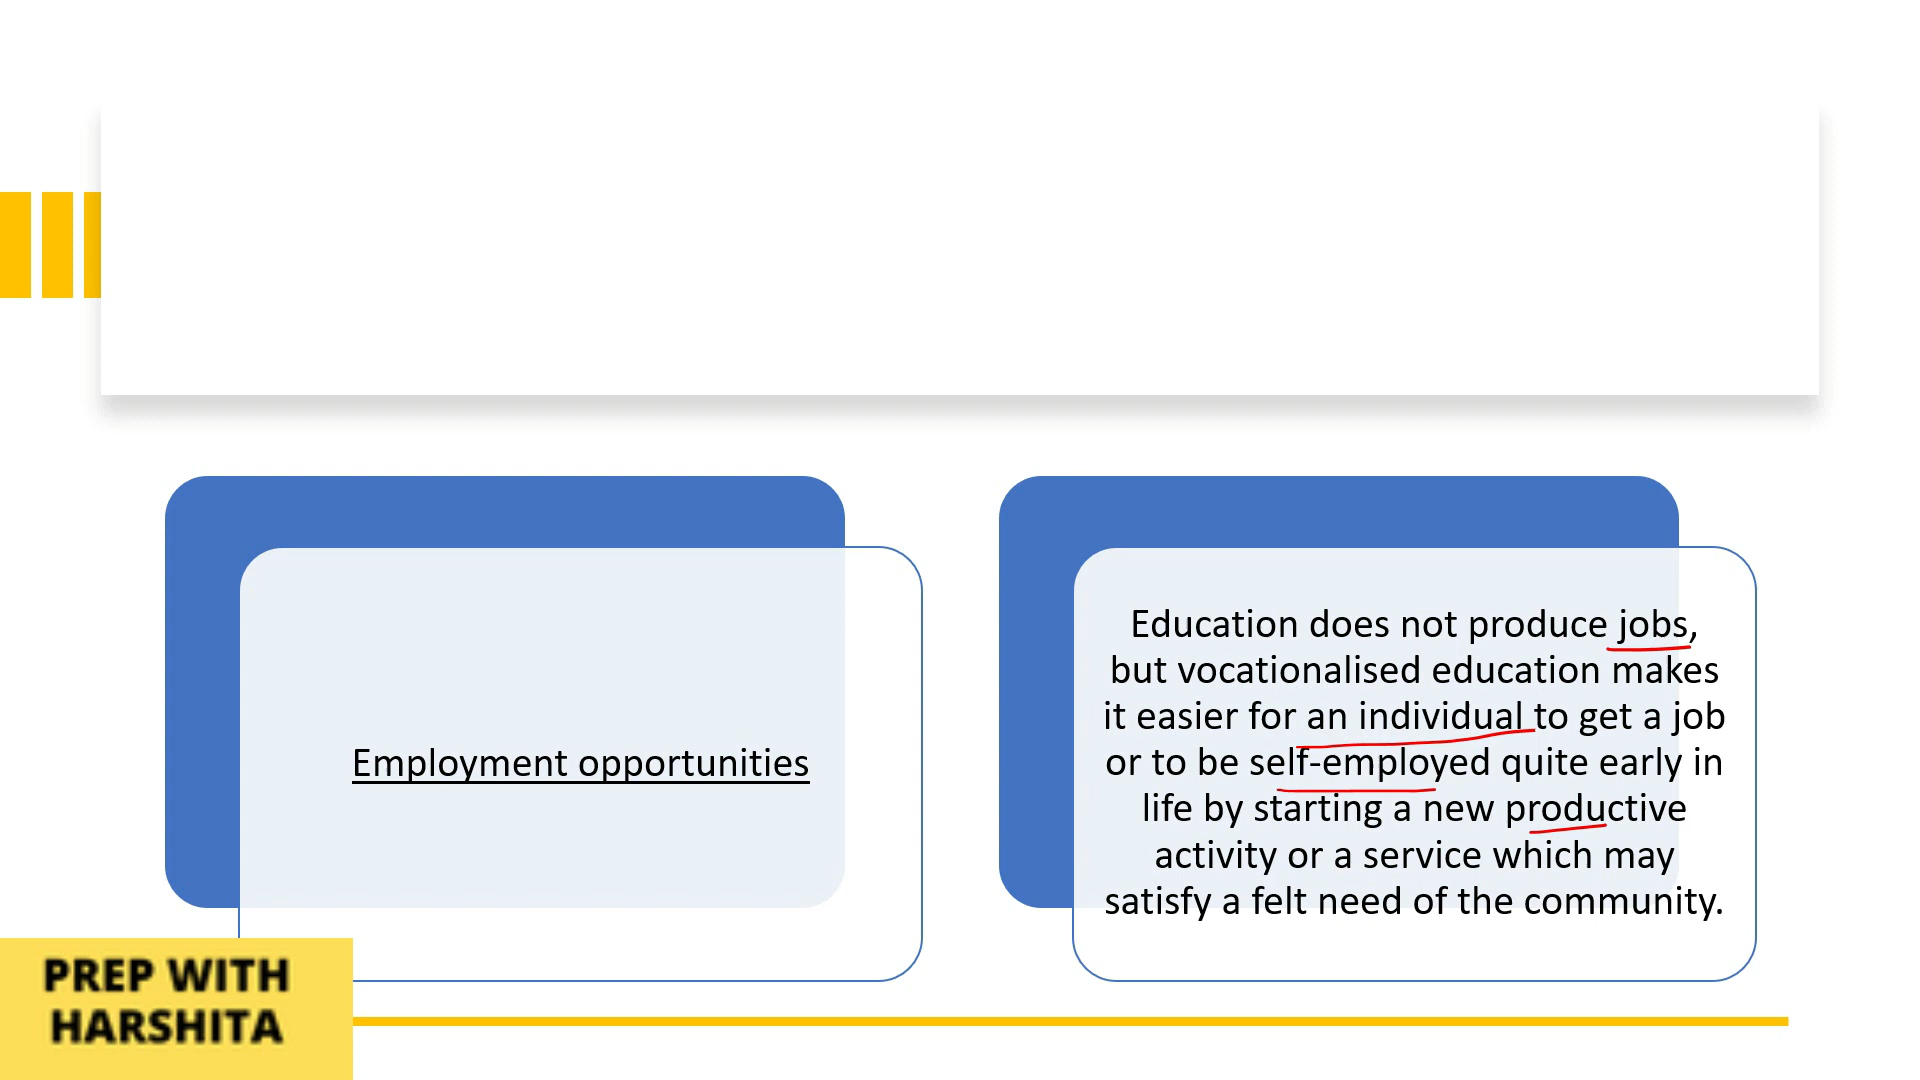 Employment opportunities
Education does not produce jobs,
but vocationalised education makes
it easier for an individual to get a job
or to be self-employed quite early in
life by starting a new productive
activity or a service which may
satisfy a felt need of the community.
PREP WITH
HARSHITA